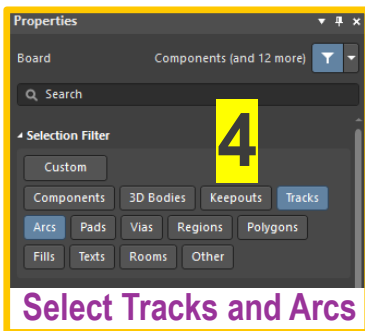 Properties
Board Components (and 12 more)
Search
Selection Filter
4
Custom
Components 3D Bodies Keepouts Tracks
Arcs Pads Vias Regions Polygons
Fills Texts Rooms Other
Select Tracks and Arcs